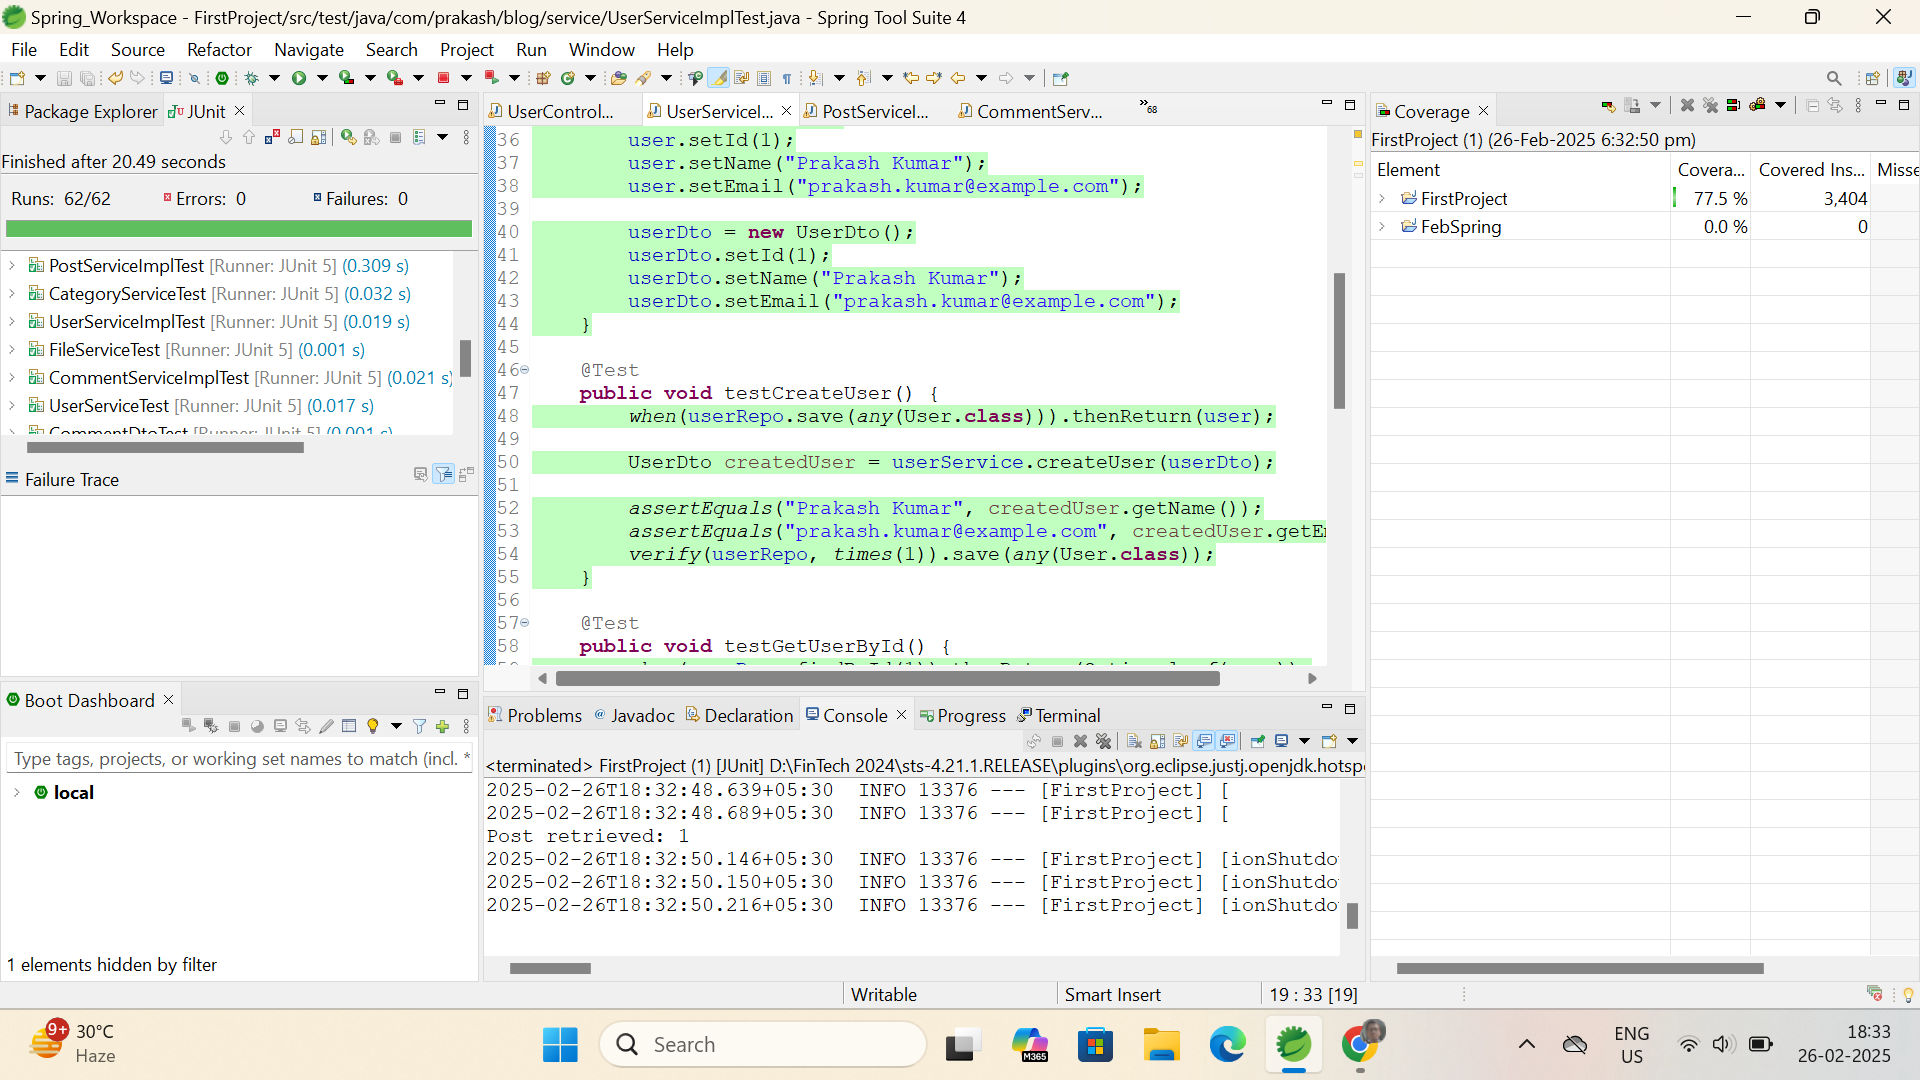 Spring_Workspace - FirstProject/src/test/java/com/prakash/blog/service/UserServiceImplTest.java - Spring Tool Suite 4
File Edit Source Refactor Navigate Search Project Run Window Help
Package Explorer JUnit
Finished after 20.49 seconds
Runs: 62/62 Errors: 0 Failures: 0
PostServiceImplTest [Runner: JUnit 5] (0.309 s)
CategoryServiceTest [Runner: JUnit 5] (0.032 s)
UserServiceImplTest [Runner: JUnit 5] (0.019 s)
FileServiceTest [Runner: JUnit 5] (0.001 s)
CommentServiceImplTest [Runner: JUnit 5] (0.021 s)
UserServiceTest [Runner: JUnit 5] (0.017 s)
CommentDtoTest [Runner: JUnit 5] (0.001 s)
Failure Trace
Boot Dashboard
Type tags, projects, or working set names to match (incl. *
local
1 elements hidden by filter
UserControl... UserServiceI... PostServiceI... CommentServ... »68
36 user.setId(1);
37 user.setName("Prakash Kumar");
38 user.setEmail("prakash.kumar@example.com");
39
40 userDto = new UserDto();
41 userDto.setId(1);
42 userDto.setName("Prakash Kumar");
43 userDto.setEmail("prakash.kumar@example.com");
44 }
45
46 @Test
47 public void testCreateUser() {
48 when(userRepo.save(any(User.class))).thenReturn(user);
49
50 UserDto createdUser = userService.createUser(userDto);
51
52 assertEquals("Prakash Kumar", createdUser.getName());
53 assertEquals("prakash.kumar@example.com", createdUser.getE
54 verify(userRepo, times(1)).save(any(User.class));
55 }
56
57 @Test
58 public void testGetUserById() {
Problems Javadoc Declaration Console Progress Terminal
<terminated> FirstProject (1) [JUnit] D:\FinTech 2024\sts-4.21.1.RELEASE\plugins\org.eclipse.justj.openjdk.hotsp
2025-02-26T18:32:48.639+05:30 INFO 13376 --- [FirstProject] [
2025-02-26T18:32:48.689+05:30 INFO 13376 --- [FirstProject] [
Post retrieved: 1
2025-02-26T18:32:50.146+05:30 INFO 13376 --- [FirstProject] [ionShutdo
2025-02-26T18:32:50.150+05:30 INFO 13376 --- [FirstProject] [ionShutdo
2025-02-26T18:32:50.216+05:30 INFO 13376 --- [FirstProject] [ionShutdo
Coverage
FirstProject (1) (26-Feb-2025 6:32:50 pm)
Element Covera... Covered Ins... Misse
FirstProject 77.5 % 3,404
FebSpring 0.0 % 0
Writable Smart Insert 19 : 33 [19]
9+ 30°C
Haze
Search
M365
ENG
US
18:33
26-02-2025